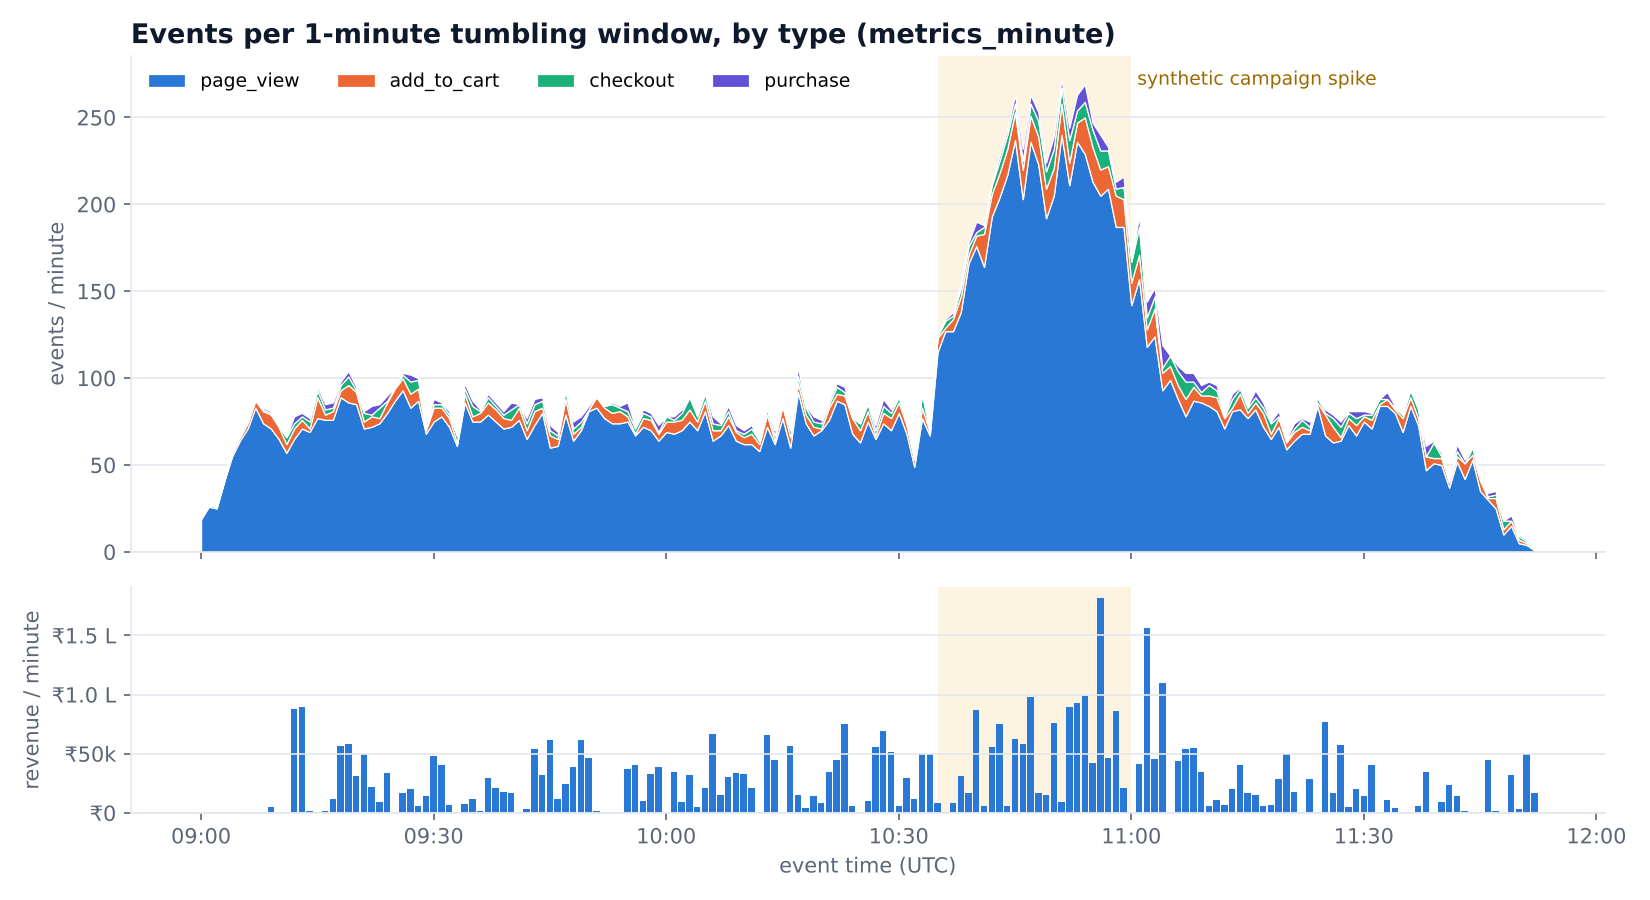 Events per 1-minute tumbling window, by type (metrics_minute)
page_view add_to_cart checkout purchase
synthetic campaign spike
events / minute
250
200
150
100
50
0
revenue / minute
₹1.5 L
₹1.0 L
₹50k
₹0
09:00 09:30 10:00 10:30 11:00 11:30 12:00
event time (UTC)